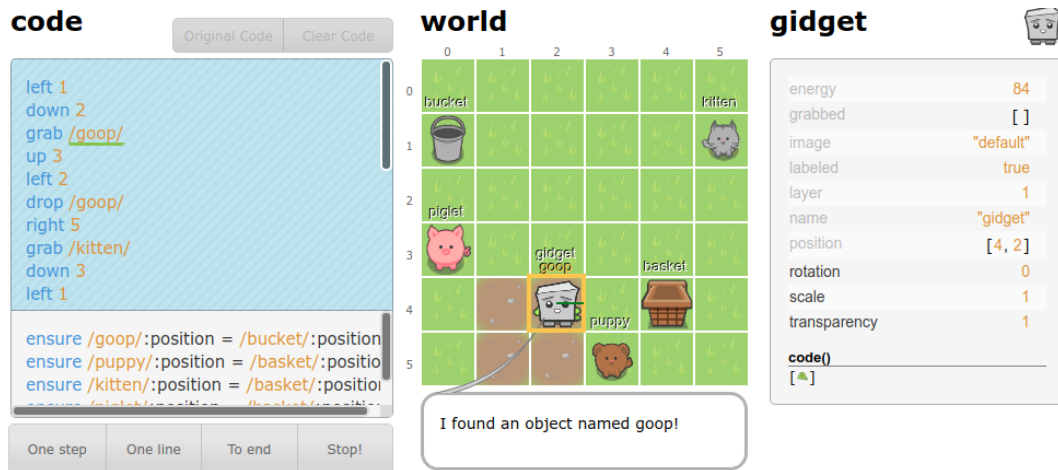 code
Original Code
Clear Code
left 1
down 2
grab /goop/
up 3
left 2
drop /goop/
right 5
grab /kitten/
down 3
left 1
ensure /goop/:position = /bucket/:position
ensure /puppy/:position = /basket/:positio
ensure /kitten/:position = /basket/:position
One step
One line
To end
Stop!
world
0 1 2 3 4 5
0
bucket
kitten
1
2
piglet
3
gidget
goop
basket
4
puppy
5
I found an object named goop!
gidget
energy 84
grabbed [ ]
image "default"
labeled true
layer 1
name "gidget"
position [4, 2]
rotation 0
scale 1
transparency 1
code()
[ ]